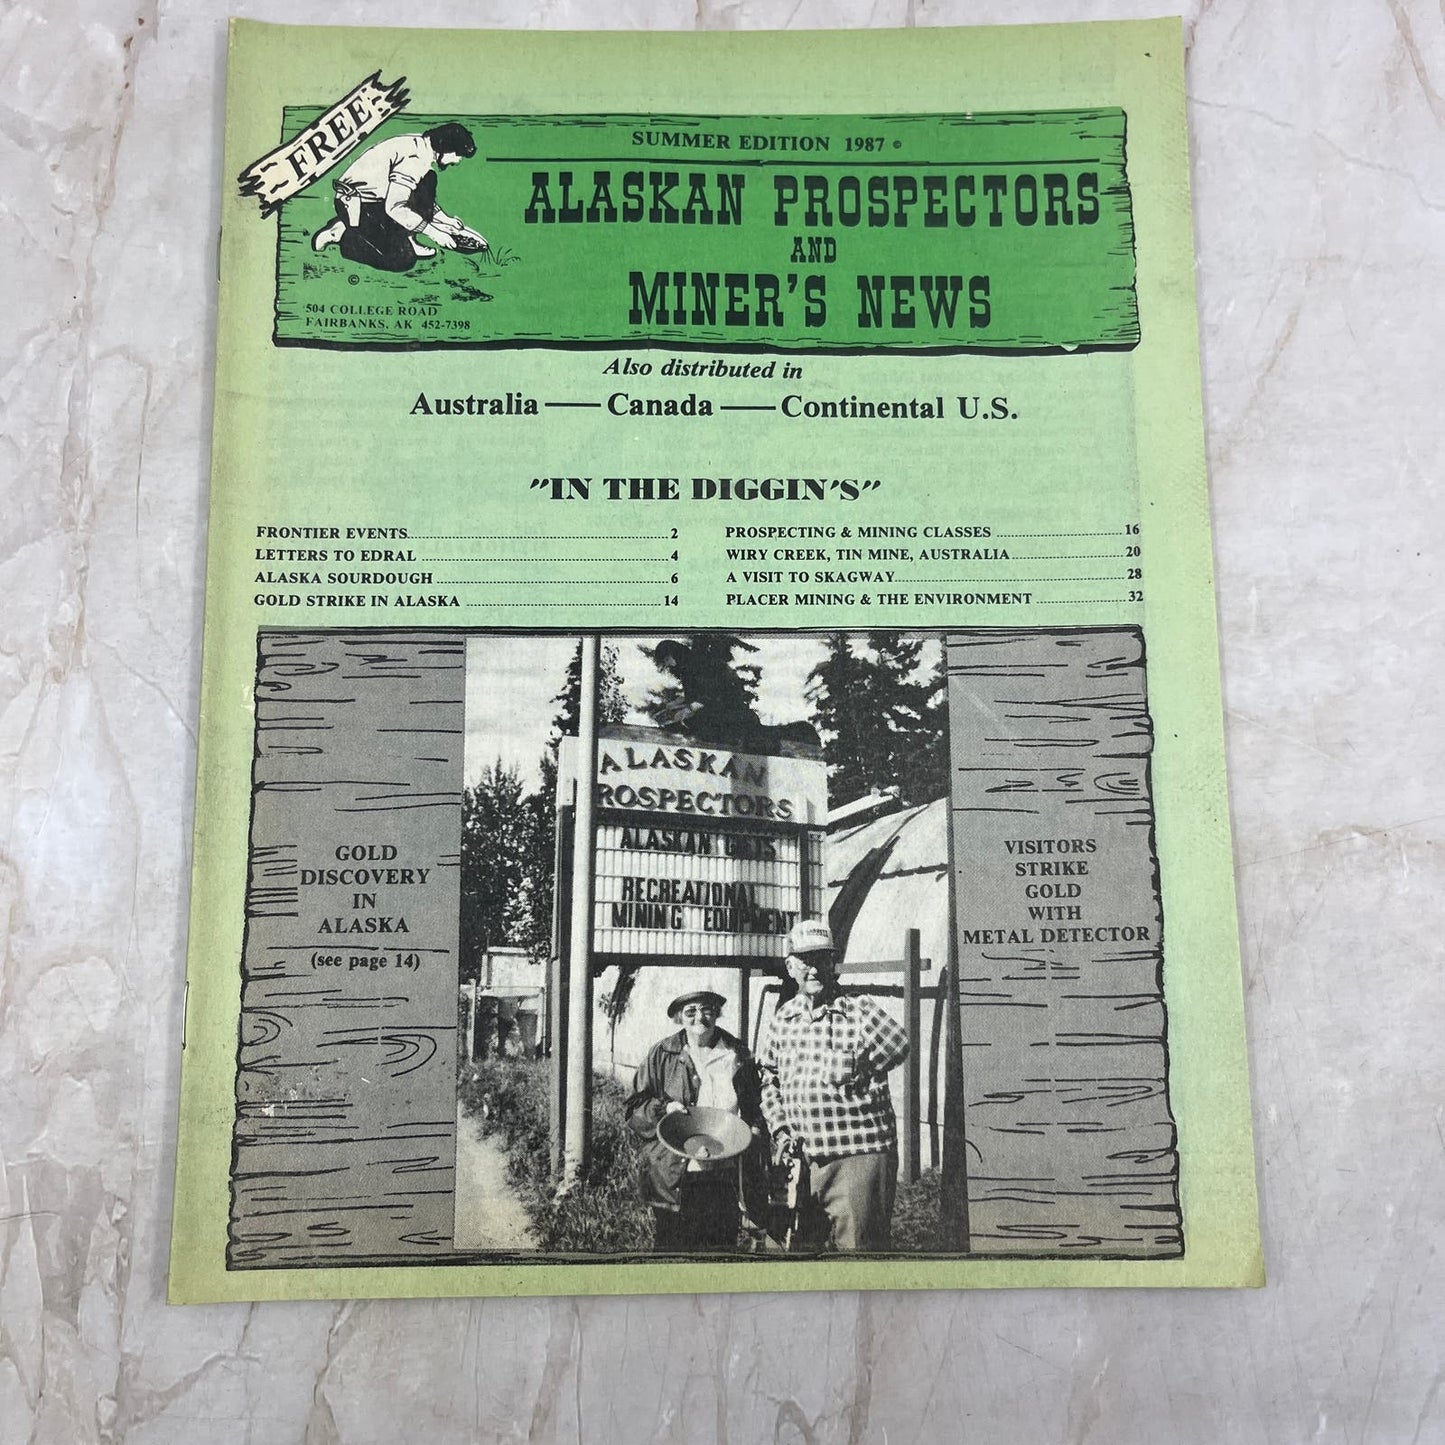 FREE
SUMMER EDITION 1987 ©
ALASKAN PROSPECTORS
AND
MINER'S NEWS
©
504 COLLEGE ROAD
FAIRBANKS, AK 452-7398
Also distributed in
Australia — Canada — Continental U.S.
"IN THE DIGGIN'S"
FRONTIER EVENTS 2
LETTERS TO EDRAL 4
ALASKA SOURDOUGH 6
GOLD STRIKE IN ALASKA 14
PROSPECTING & MINING CLASSES 16
WIRY CREEK, TIN MINE, AUSTRALIA 20
A VISIT TO SKAGWAY 28
PLACER MINING & THE ENVIRONMENT 32
GOLD
DISCOVERY
IN
ALASKA
(see page 14)
ALASKAN
ROSPECTORS
ALASKAN GIFTS
RECREATIONAL
MINING EQUIPMENT
VISITORS
STRIKE
GOLD
WITH
METAL DETECTOR